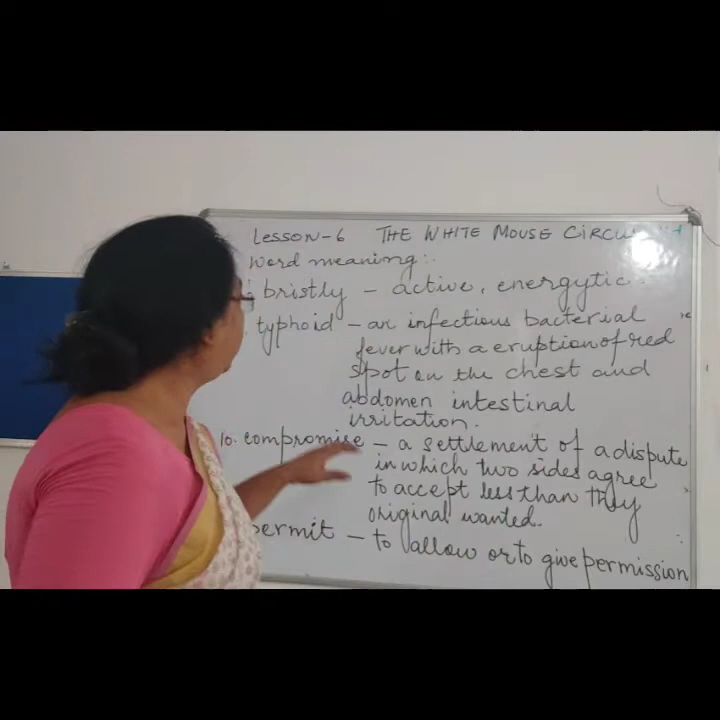 Lesson-6 THE WHITE MOUSE CIRCUS
Word meaning:
bristly - active, energytic.
typhoid - an infectious bacterial
fever with a eruption of red
spot on the chest and
abdomen intestinal
irritation.
10. compromise - a settlement of a dispute
in which two sides agree
to accept less than they
original wanted.
permit - to allow or to give permission